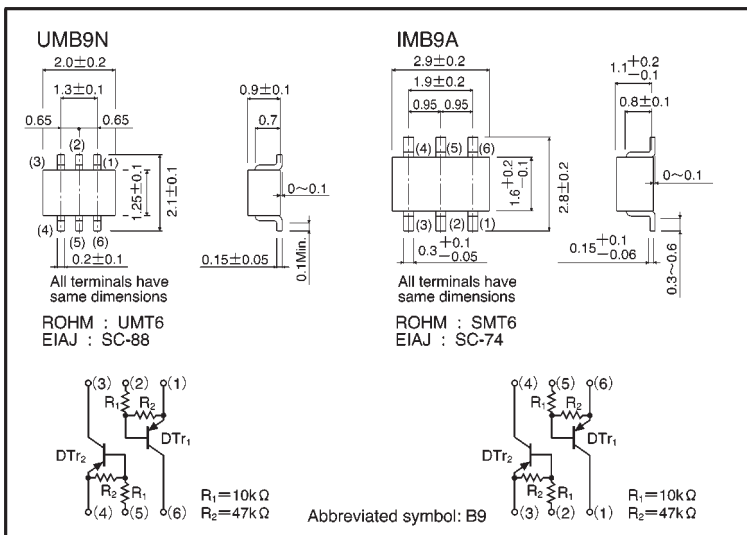 UMB9N
2.0±0.2
1.3±0.1
0.65
0.65
(2)
(3)
(1)
1.25±0.1
2.1±0.1
(4)
(5)
(6)
0.2±0.1
All terminals have
same dimensions
0.9±0.1
0.7
0~0.1
0.15±0.05
0.1Min.
ROHM : UMT6
EIAJ : SC-88
IMB9A
2.9±0.2
1.9±0.2
0.95
0.95
(4)
(5)
(6)
1.6+0.2-0.1
2.8±0.2
(3)
(2)
(1)
0.3+0.1-0.05
All terminals have
same dimensions
1.1+0.2-0.1
0.8±0.1
0~0.1
0.15+0.1-0.06
0.3~0.6
ROHM : SMT6
EIAJ : SC-74
(3) (2) (1)
R1 R2
DTr1
DTr2
R2 R1
(4) (5) (6)
R1=10kΩ
R2=47kΩ
Abbreviated symbol: B9
(4) (5) (6)
R1 R2
DTr1
DTr2
R2 R1
(3) (2) (1)
R1=10kΩ
R2=47kΩ